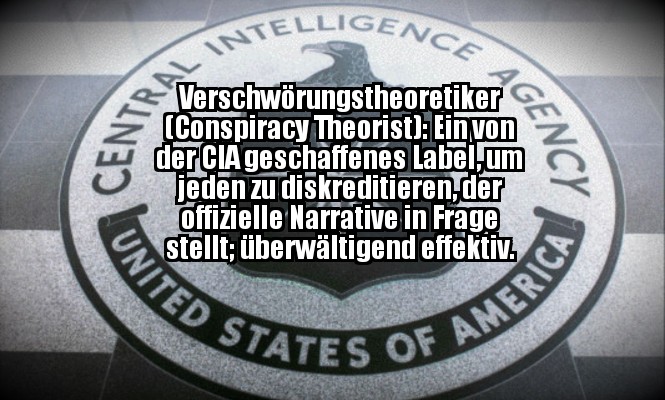 CENTRAL INTELLIGENCE AGENCY
Verschwörungstheoretiker
(Conspiracy Theorist): Ein von
der CIA geschaffenes Label, um
jeden zu diskreditieren, der
offizielle Narrative in Frage
stellt; überwältigend effektiv.
UNITED STATES OF AMERICA